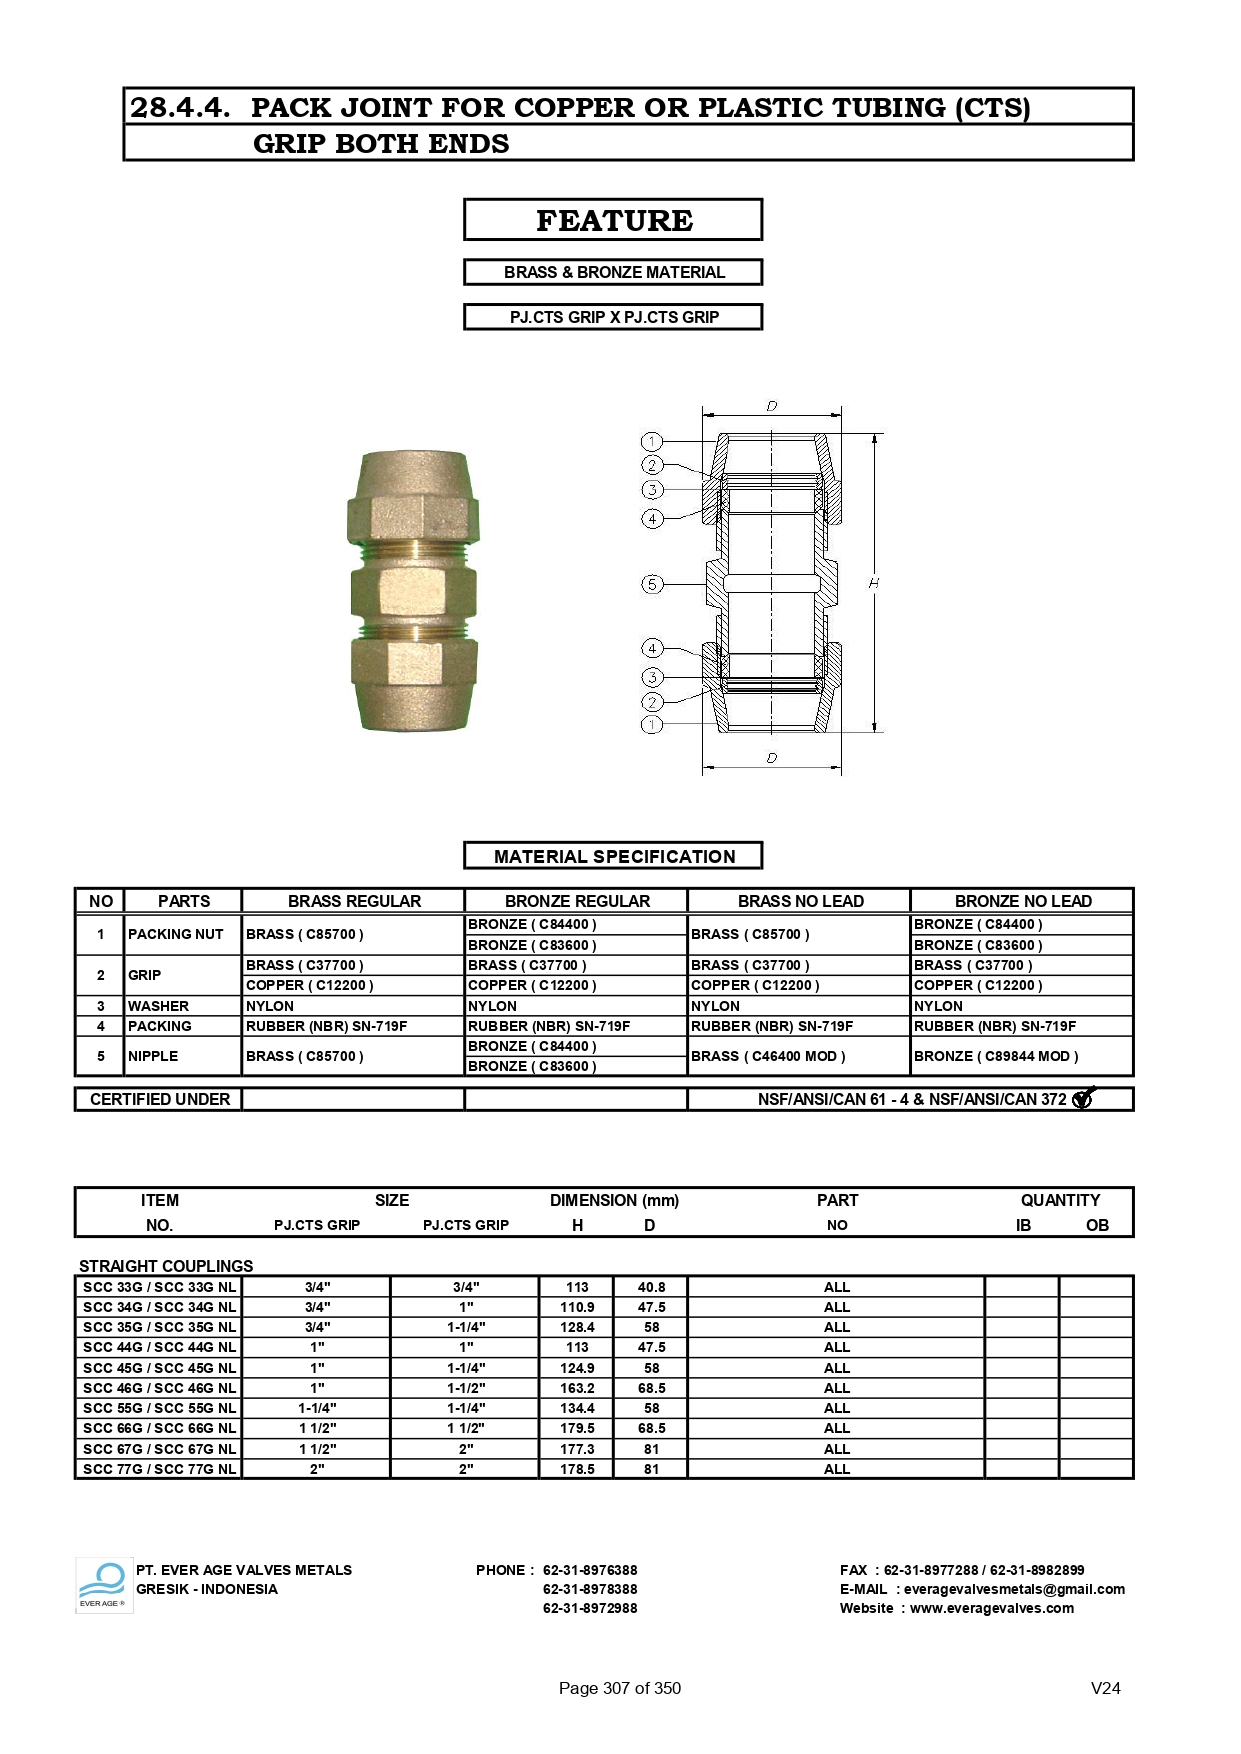 28.4.4. PACK JOINT FOR COPPER OR PLASTIC TUBING (CTS)
GRIP BOTH ENDS
FEATURE
BRASS & BRONZE MATERIAL
PJ.CTS GRIP X PJ.CTS GRIP
D
1
2
3
4
5
H
4
3
2
1
D
MATERIAL SPECIFICATION
NO PARTS BRASS REGULAR BRONZE REGULAR BRASS NO LEAD BRONZE NO LEAD
1 PACKING NUT BRASS ( C85700 ) BRONZE ( C84400 ) BRASS ( C85700 ) BRONZE ( C84400 )
BRONZE ( C83600 ) BRONZE ( C83600 )
2 GRIP BRASS ( C37700 ) BRASS ( C37700 ) BRASS ( C37700 ) BRASS ( C37700 )
COPPER ( C12200 ) COPPER ( C12200 ) COPPER ( C12200 ) COPPER ( C12200 )
3 WASHER NYLON NYLON NYLON NYLON
4 PACKING RUBBER (NBR) SN-719F RUBBER (NBR) SN-719F RUBBER (NBR) SN-719F RUBBER (NBR) SN-719F
5 NIPPLE BRASS ( C85700 ) BRONZE ( C84400 ) BRASS ( C46400 MOD ) BRONZE ( C89844 MOD )
BRONZE ( C83600 )
CERTIFIED UNDER NSF/ANSI/CAN 61 - 4 & NSF/ANSI/CAN 372
ITEM SIZE DIMENSION (mm) PART QUANTITY
NO. PJ.CTS GRIP PJ.CTS GRIP H D NO IB OB
STRAIGHT COUPLINGS
SCC 33G / SCC 33G NL 3/4" 3/4" 113 40.8 ALL
SCC 34G / SCC 34G NL 3/4" 1" 110.9 47.5 ALL
SCC 35G / SCC 35G NL 3/4" 1-1/4" 128.4 58 ALL
SCC 44G / SCC 44G NL 1" 1" 113 47.5 ALL
SCC 45G / SCC 45G NL 1" 1-1/4" 124.9 58 ALL
SCC 46G / SCC 46G NL 1" 1-1/2" 163.2 68.5 ALL
SCC 55G / SCC 55G NL 1-1/4" 1-1/4" 134.4 58 ALL
SCC 66G / SCC 66G NL 1 1/2" 1 1/2" 179.5 68.5 ALL
SCC 67G / SCC 67G NL 1 1/2" 2" 177.3 81 ALL
SCC 77G / SCC 77G NL 2" 2" 178.5 81 ALL
EVER AGE ®
PT. EVER AGE VALVES METALS PHONE : 62-31-8976388 FAX : 62-31-8977288 / 62-31-8982899
GRESIK - INDONESIA 62-31-8978388 E-MAIL : everagevalvesmetals@gmail.com
62-31-8972988 Website : www.everagevalves.com
Page 307 of 350 V24